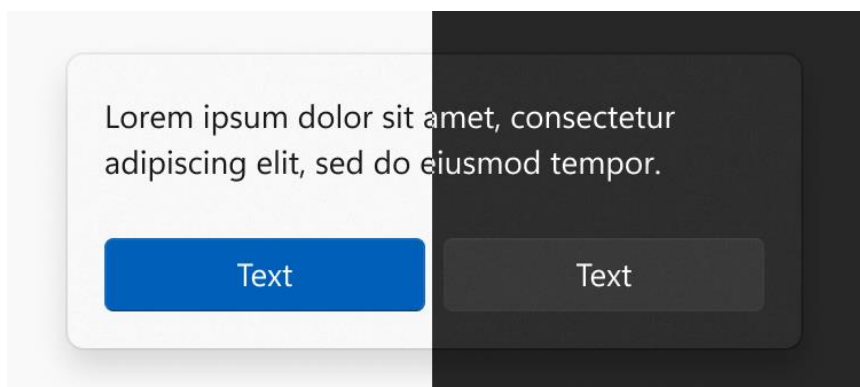 Lorem ipsum dolor sit amet, consectetur
adipiscing elit, sed do eiusmod tempor.
Text
Text